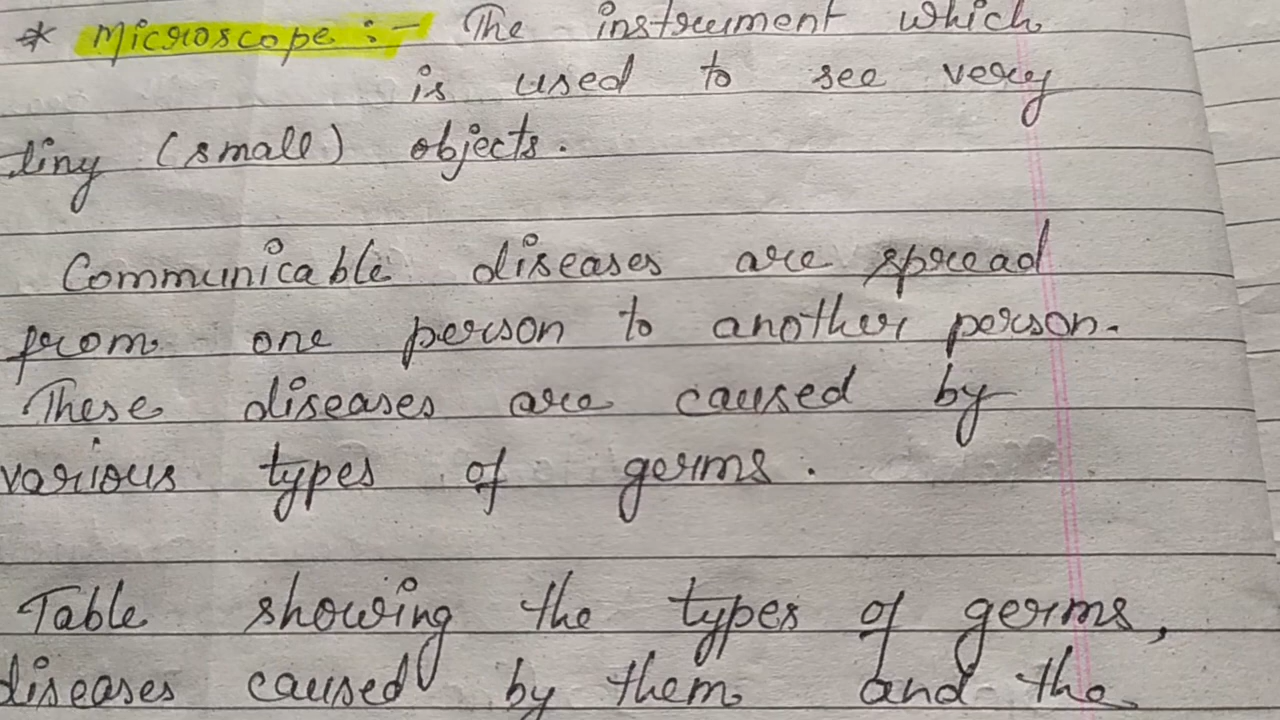 * Microscope :- The instrument which
is used to see very
tiny (small) objects.
Communicable diseases are spread
from one person to another person.
These diseases are caused by
various types of germs.
Table showing the types of germs,
diseases caused by them and the